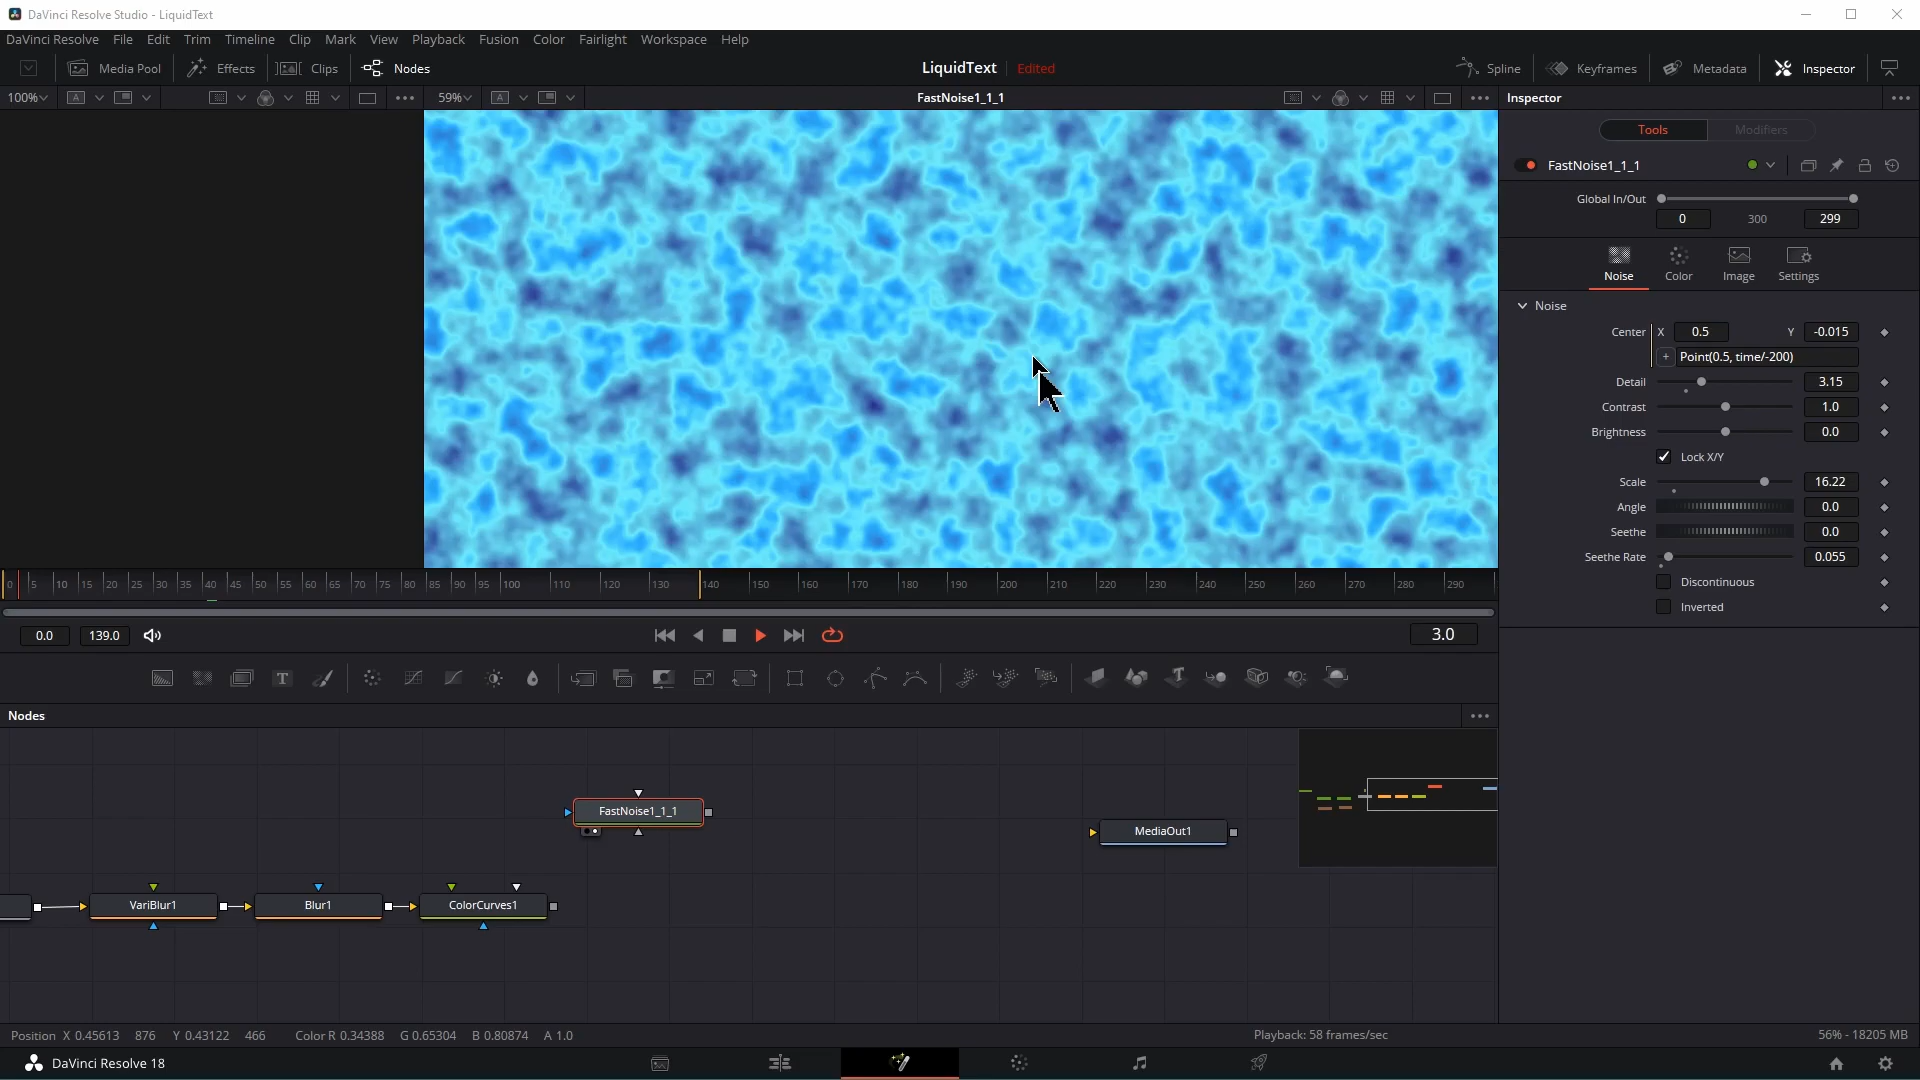 DaVinci Resolve Studio - LiquidText
DaVinci Resolve File Edit Trim Timeline Clip Mark View Playback Fusion Color Fairlight Workspace Help
Media Pool Effects Clips Nodes LiquidText Edited Spline Keyframes Metadata Inspector
100% A 59% A FastNoise1_1_1 Inspector
Tools Modifiers
FastNoise1_1_1
Global In/Out
0 300 299
Noise Color Image Settings
Noise
Center X 0.5 Y -0.015
+ Point(0.5, time/-200)
Detail 3.15
Contrast 1.0
Brightness 0.0
Lock X/Y
Scale 16.22
Angle 0.0
Seethe 0.0
Seethe Rate 0.055
Discontinuous
Inverted
0 5 10 15 20 25 30 35 40 45 50 55 60 65 70 75 80 85 90 95 100 110 120 130 140 150 160 170 180 190 200 210 220 230 240 250 260 270 280 290
0.0 139.0 3.0
T T
Nodes
FastNoise1_1_1
MediaOut1
VariBlur1 Blur1 ColorCurves1
Position X 0.45613 876 Y 0.43122 466 Color R 0.34388 G 0.65304 B 0.80874 A 1.0 Playback: 58 frames/sec 56% - 18205 MB
DaVinci Resolve 18